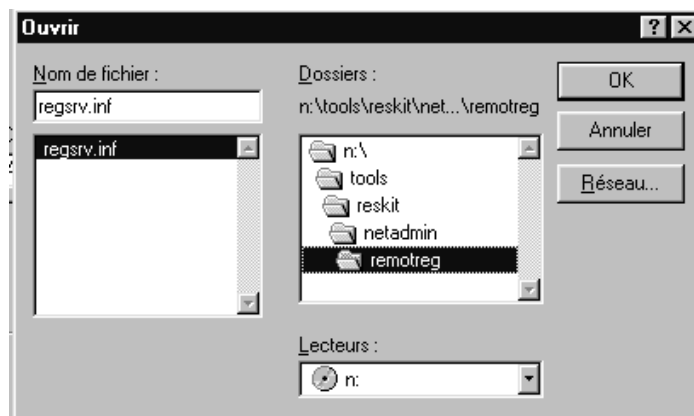 Ouvrir
Nom de fichier :
regsrv.inf
regsrv.inf
Dossiers :
n:\tools\reskit\net...\remotreg
n:\
tools
reskit
netadmin
remotreg
Lecteurs :
n:
OK
Annuler
Réseau...